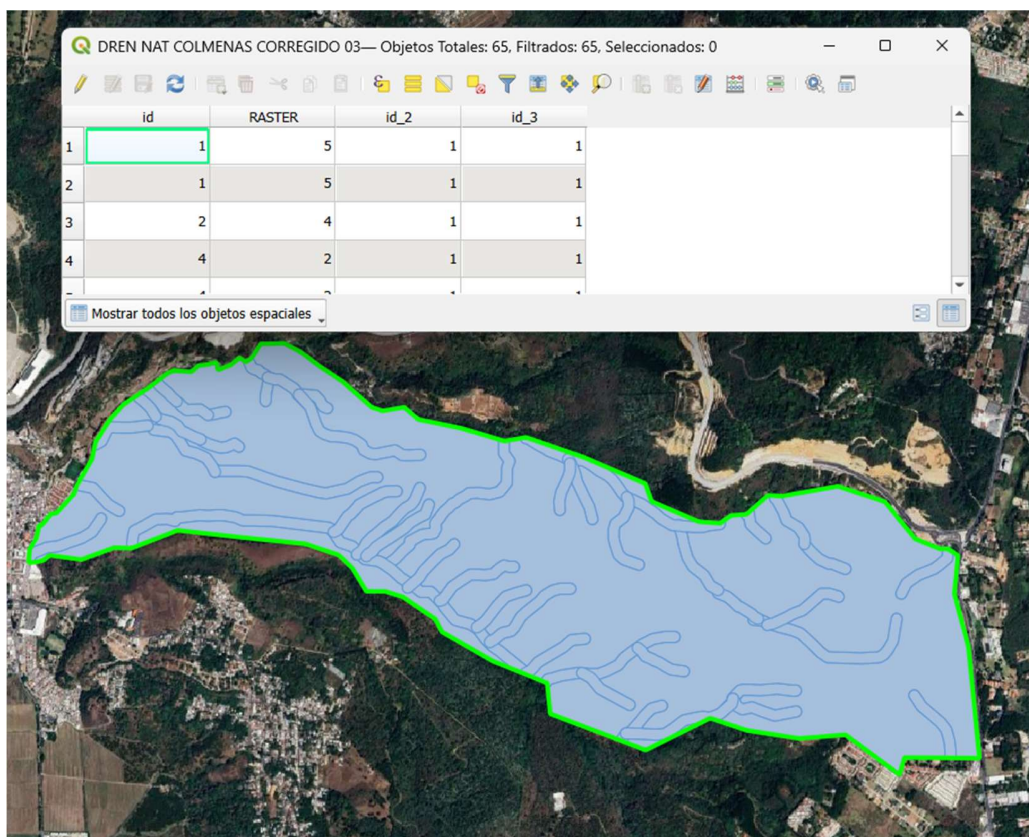 DREN NAT COLMENAS CORREGIDO 03— Objetos Totales: 65, Filtrados: 65, Seleccionados: 0
id RASTER id_2 id_3
1 1 5 1 1
2 1 5 1 1
3 2 4 1 1
4 4 2 1 1
Mostrar todos los objetos espaciales